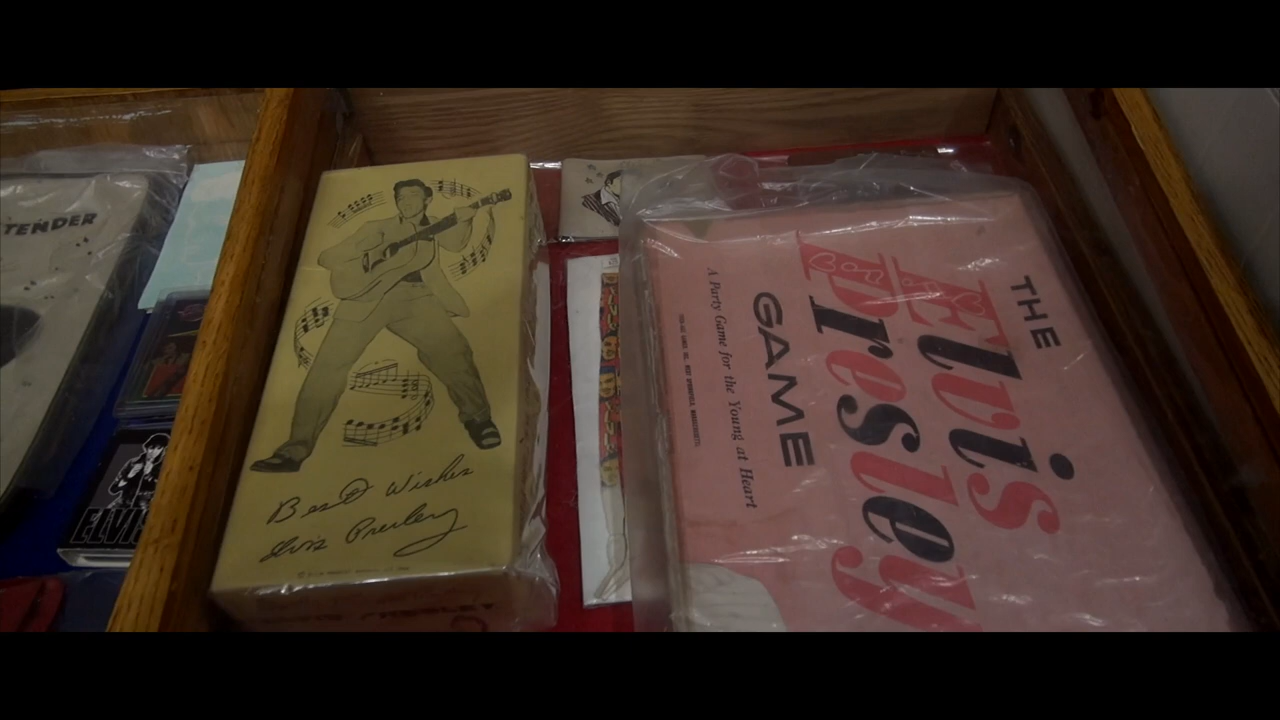 TENDER
ELVIS
Best Wishes
Elvis Presley
THE
Elvis
Presley
GAME
A Party Game for the Young at Heart